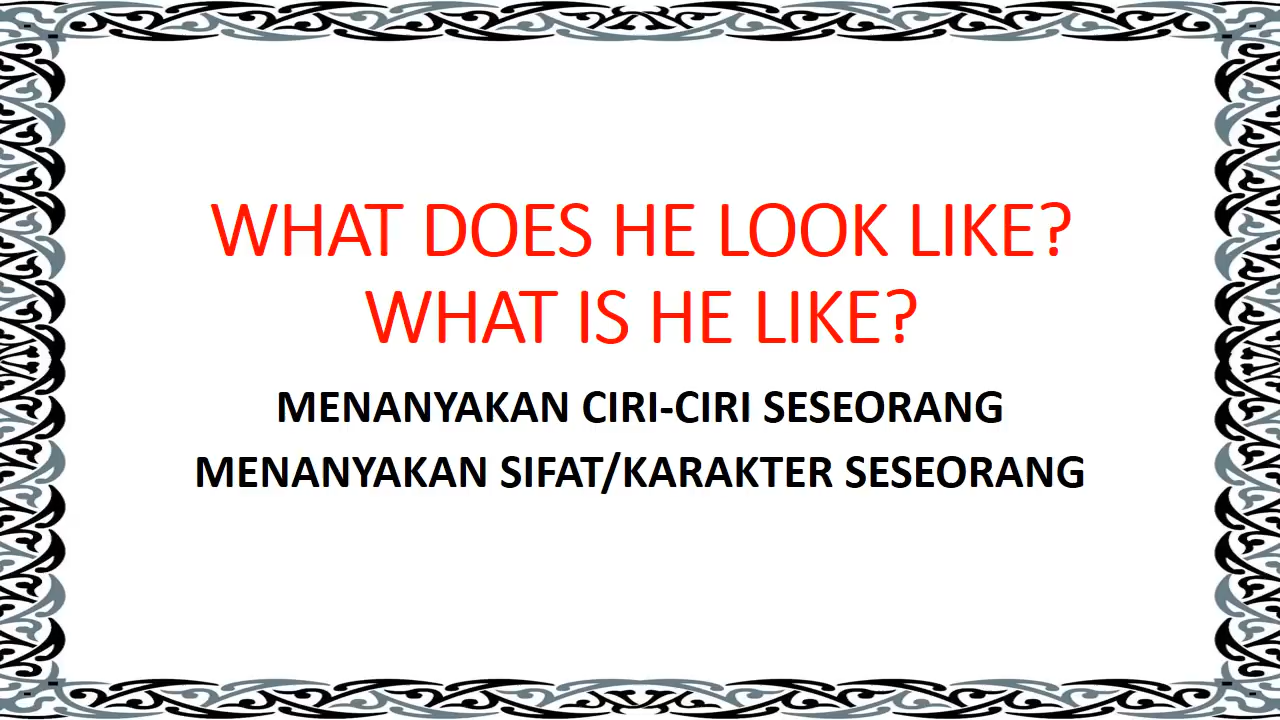 WHAT DOES HE LOOK LIKE?
WHAT IS HE LIKE?
MENANYAKAN CIRI-CIRI SESEORANG
MENANYAKAN SIFAT/KARAKTER SESEORANG